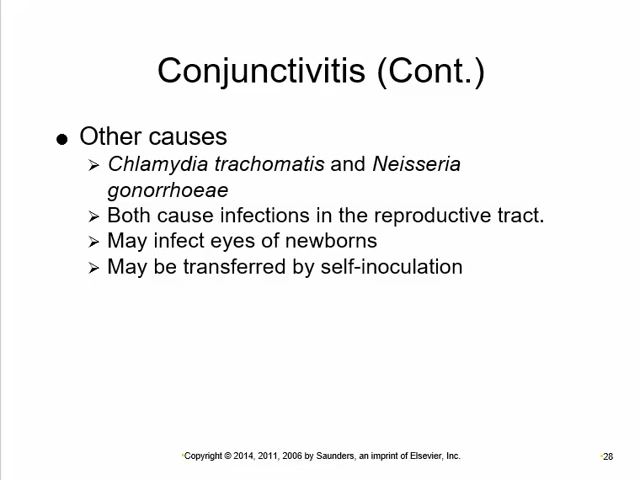 Conjunctivitis (Cont.)
● Other causes
➢ Chlamydia trachomatis and Neisseria
gonorrhoeae
➢ Both cause infections in the reproductive tract.
➢ May infect eyes of newborns
➢ May be transferred by self-inoculation
•Copyright © 2014, 2011, 2006 by Saunders, an imprint of Elsevier, Inc.
•28